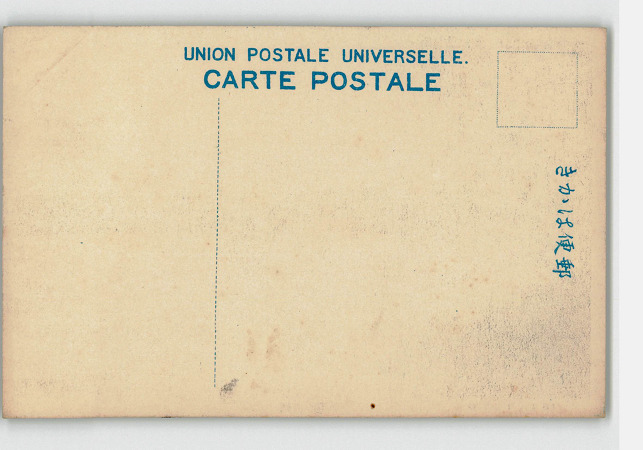 UNION POSTALE UNIVERSELLE.
CARTE POSTALE
きかは便郵